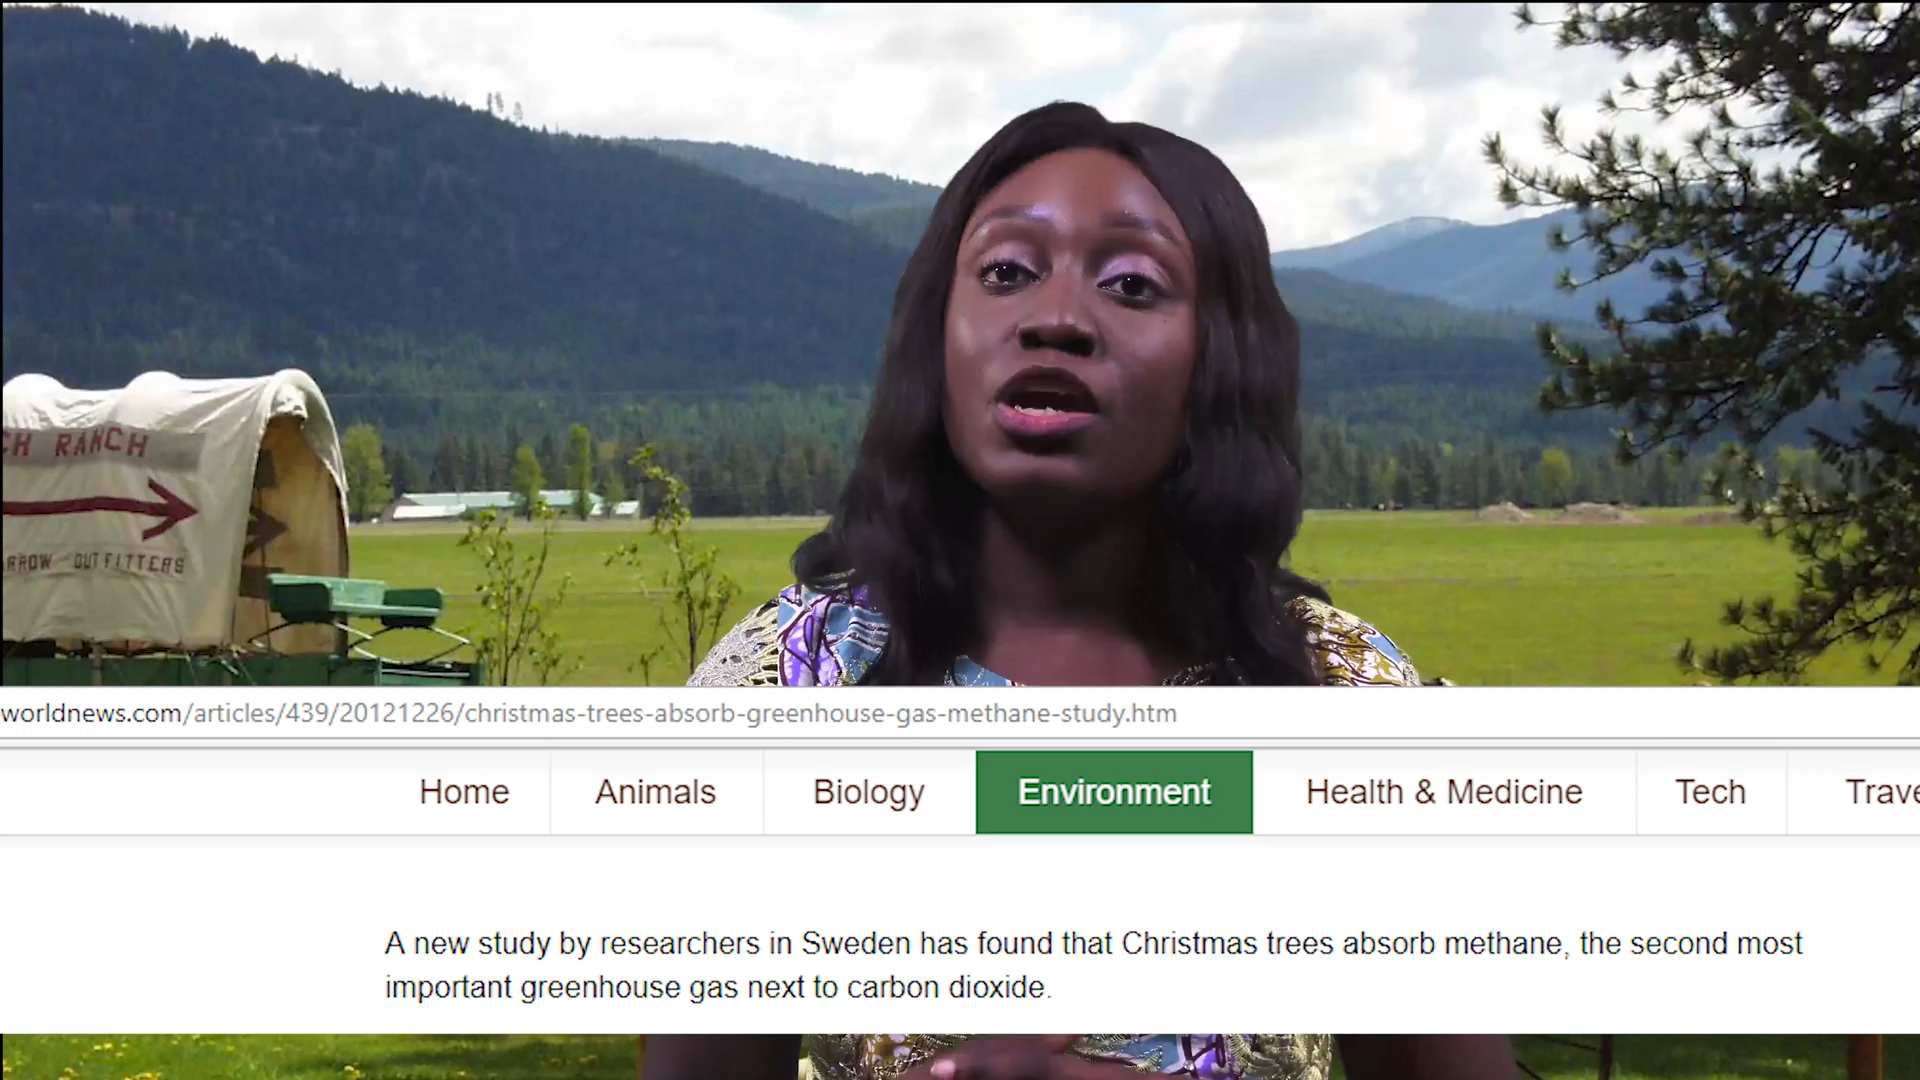 CH RANCH
ARROW OUTFITTERS
worldnews.com/articles/439/20121226/christmas-trees-absorb-greenhouse-gas-methane-study.htm
Home Animals Biology Environment Health & Medicine Tech Trave
A new study by researchers in Sweden has found that Christmas trees absorb methane, the second most
important greenhouse gas next to carbon dioxide.